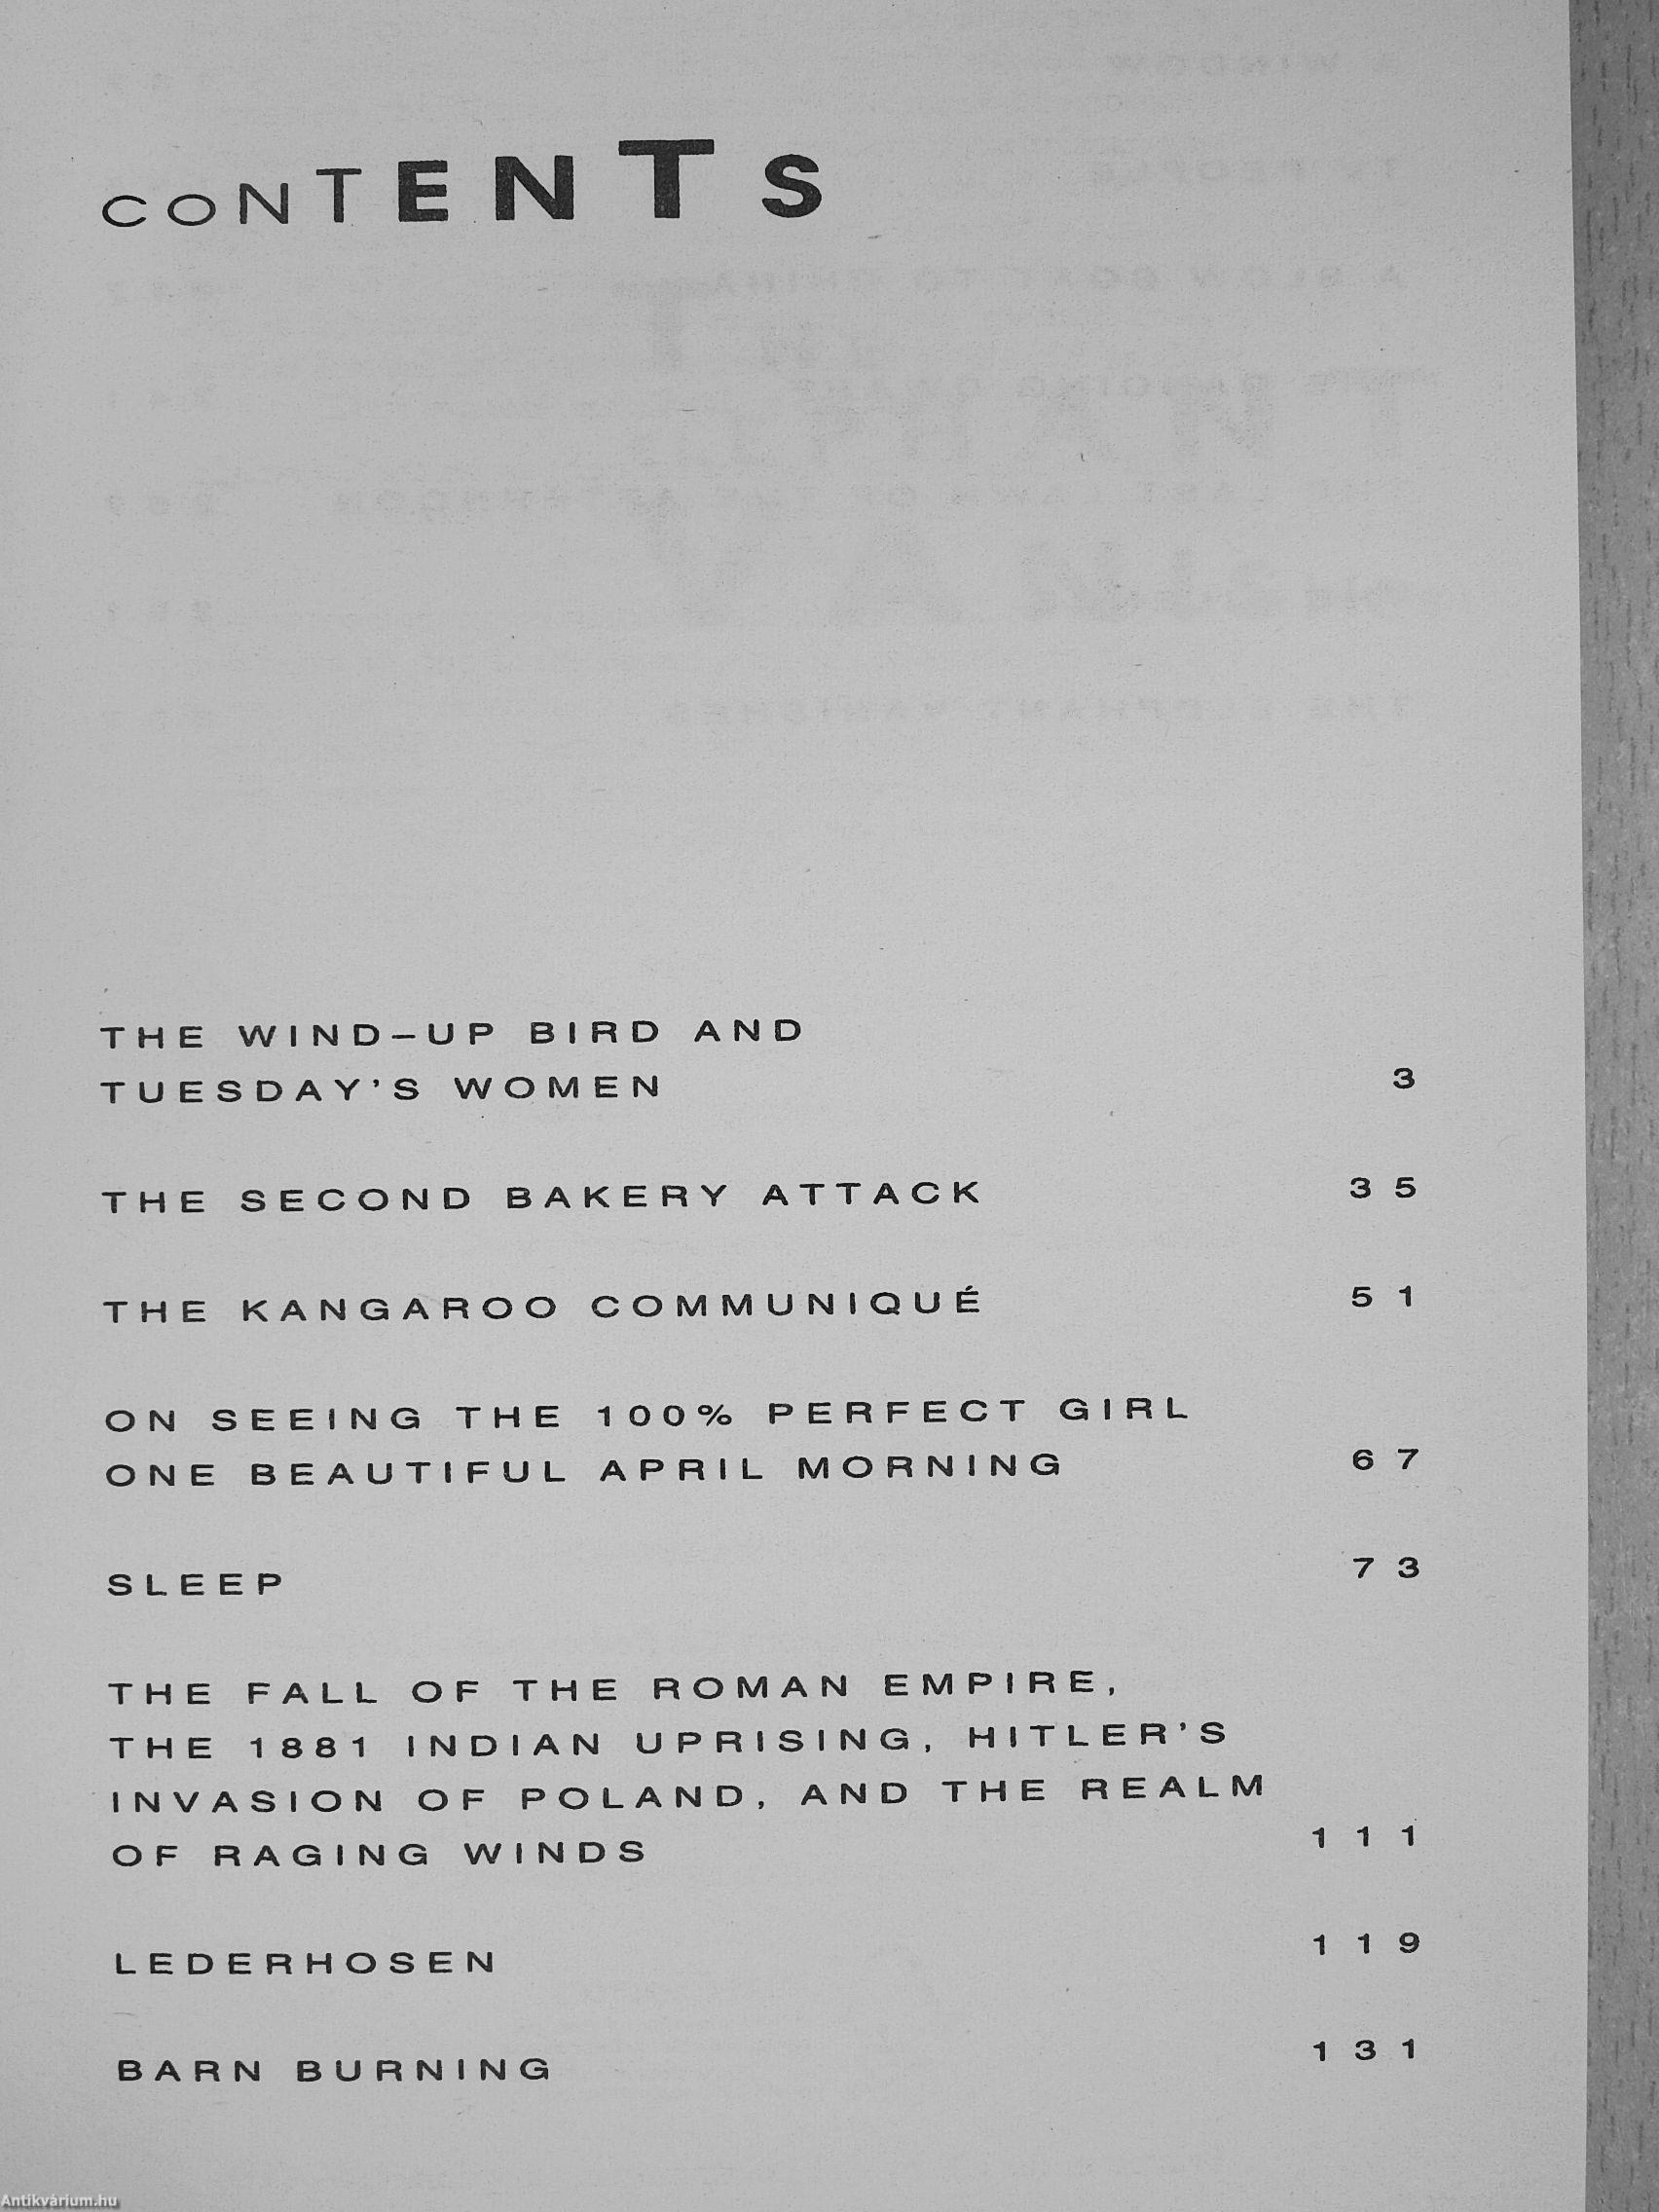 CONTENTS
THE WIND–UP BIRD AND
TUESDAY'S WOMEN 3
THE SECOND BAKERY ATTACK 35
THE KANGAROO COMMUNIQUÉ 51
ON SEEING THE 100% PERFECT GIRL
ONE BEAUTIFUL APRIL MORNING 67
SLEEP 73
THE FALL OF THE ROMAN EMPIRE,
THE 1881 INDIAN UPRISING, HITLER'S
INVASION OF POLAND, AND THE REALM
OF RAGING WINDS 111
LEDERHOSEN 119
BARN BURNING 131
Antikvárium.hu